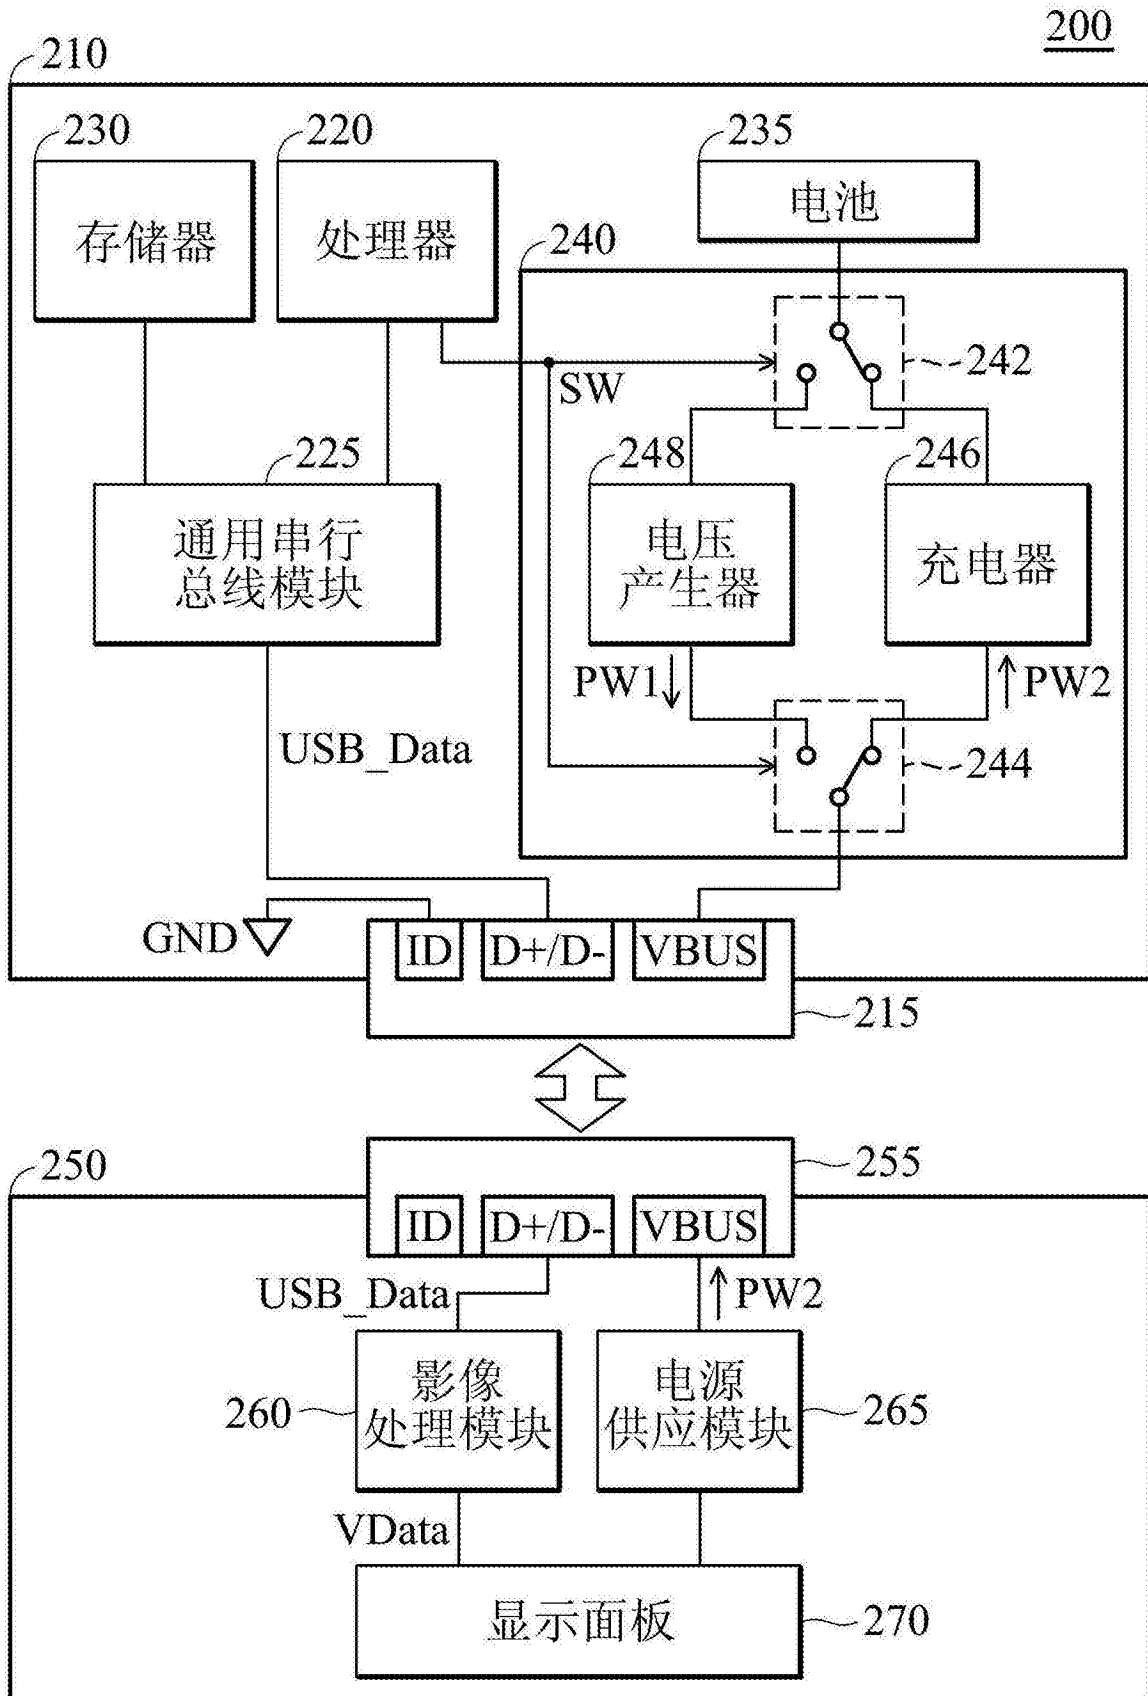 200
210
230
220
235
存储器
处理器
电池
240
242
SW
225
248
246
通用串行
总线模块
电压
产生器
充电器
PW1
PW2
USB_Data
244
GND
ID
D+/D-
VBUS
215
250
255
ID
D+/D-
VBUS
USB_Data
PW2
260
影像
处理模块
电源
供应模块
265
VData
显示面板
270